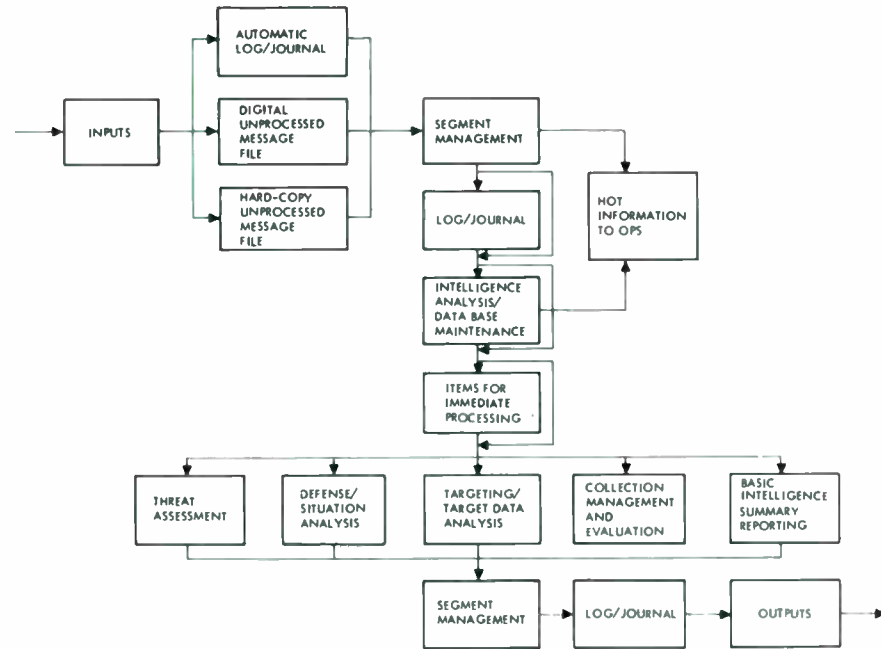 AUTOMATIC
LOG/JOURNAL
INPUTS
DIGITAL
UNPROCESSED
MESSAGE
FILE
SEGMENT
MANAGEMENT
HARD-COPY
UNPROCESSED
MESSAGE
FILE
HOT
INFORMATION
TO OPS
LOG/JOURNAL
INTELLIGENCE
ANALYSIS/
DATA BASE
MAINTENANCE
ITEMS FOR
IMMEDIATE
PROCESSING
THREAT
ASSESSMENT
DEFENSE/
SITUATION
ANALYSIS
TARGETING/
TARGET DATA
ANALYSIS
COLLECTION
MANAGEMENT
AND
EVALUATION
BASIC
INTELLIGENCE
SUMMARY
REPORTING
SEGMENT
MANAGEMENT
LOG/JOURNAL
OUTPUTS